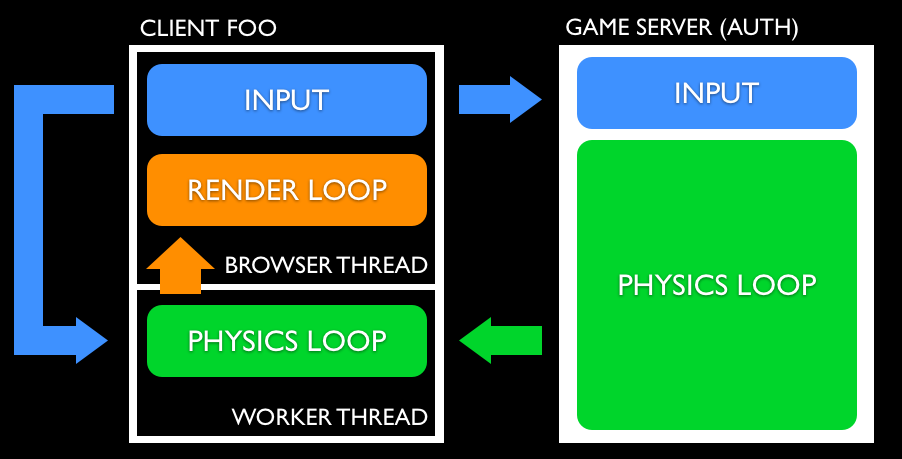 CLIENT FOO
INPUT
RENDER LOOP
BROWSER THREAD
PHYSICS LOOP
WORKER THREAD
GAME SERVER (AUTH)
INPUT
PHYSICS LOOP